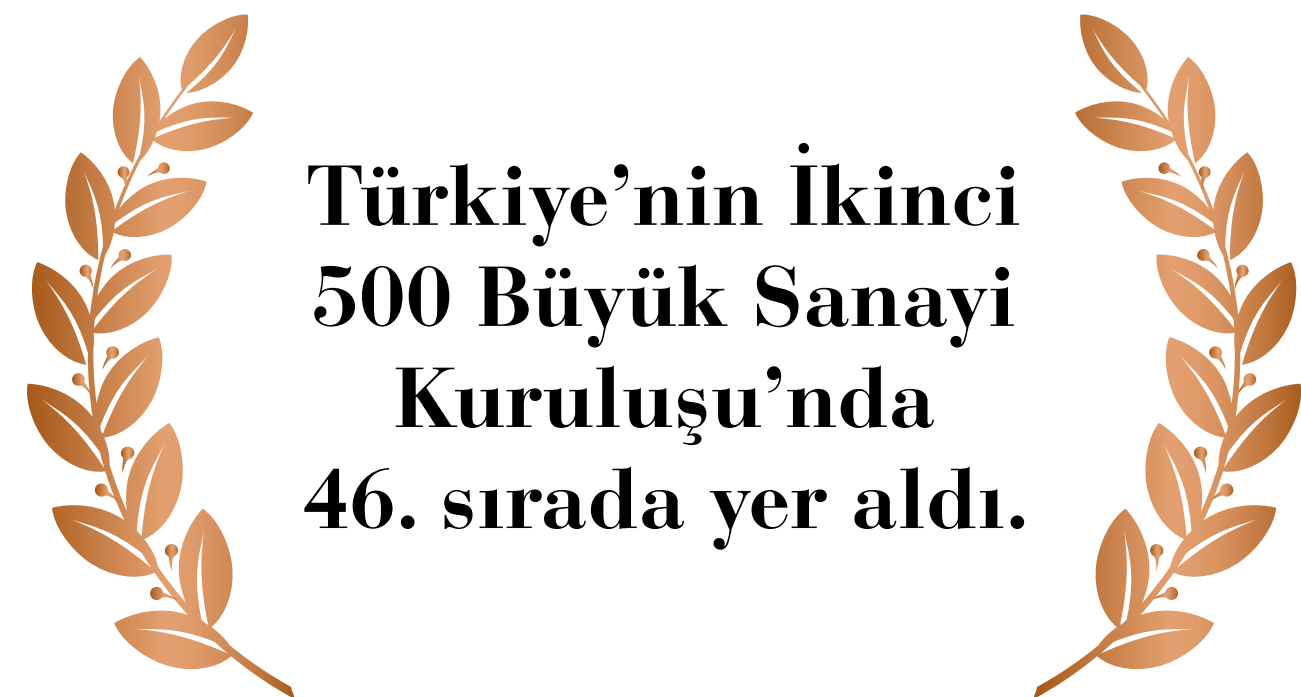 Türkiye’nin İkinci
500 Büyük Sanayi
Kuruluşu’nda
46. sırada yer aldı.